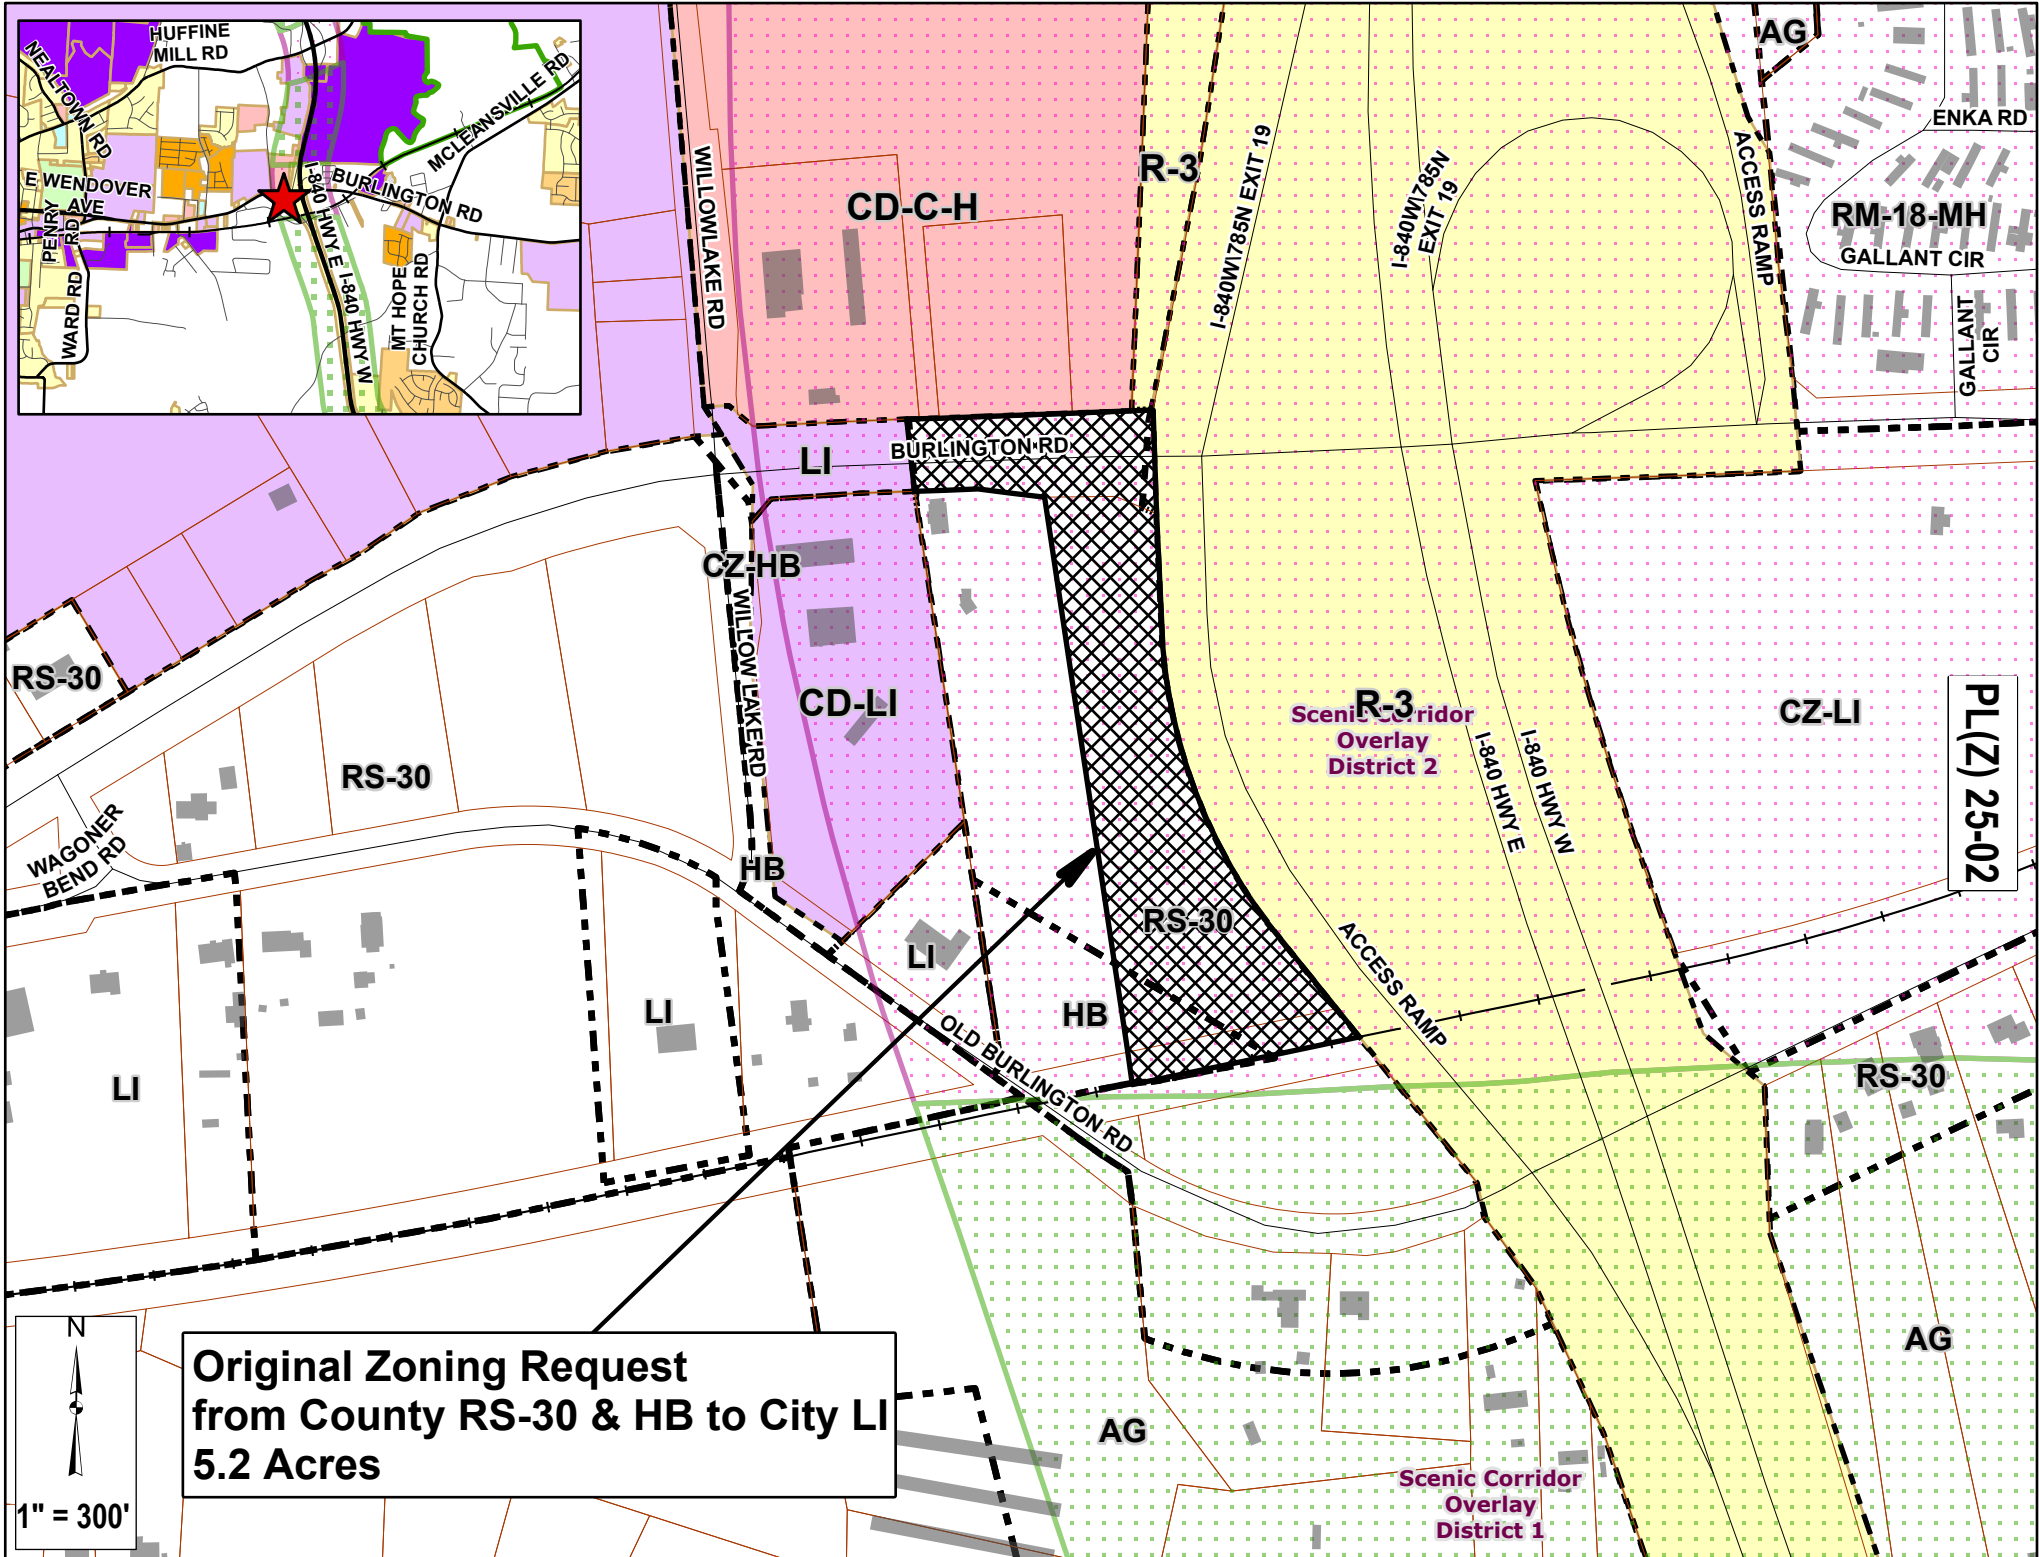 HUFFINE
MILL RD
NEALTOWN RD
MCLEANSVILLE RD
E WENDOVER
AVE
BURLINGTON RD
PENRY
RD
WARD RD
I-840 HWY E
I-840 HWY W
MT HOPE
CHURCH RD
AG
ENKA RD
WILLOWLAKE RD
CD-C-H
R-3
I-840W\I785N EXIT 19
I-840W\I785N
EXIT 19
ACCESS RAMP
RM-18-MH
GALLANT CIR
GALLANT
CIR
LI
BURLINGTON RD
CZ-HB
WILLOW LAKE RD
RS-30
CD-LI
R-3
Scenic Corridor
Overlay
District 2
CZ-LI
PL(Z) 25-02
I-840 HWY E
I-840 HWY W
RS-30
WAGONER
BEND RD
HB
RS-30
LI
ACCESS RAMP
LI
HB
OLD BURLINGTON RD
LI
RS-30
AG
N
1" = 300'
Original Zoning Request
from County RS-30 & HB to City LI
5.2 Acres
AG
Scenic Corridor
Overlay
District 1